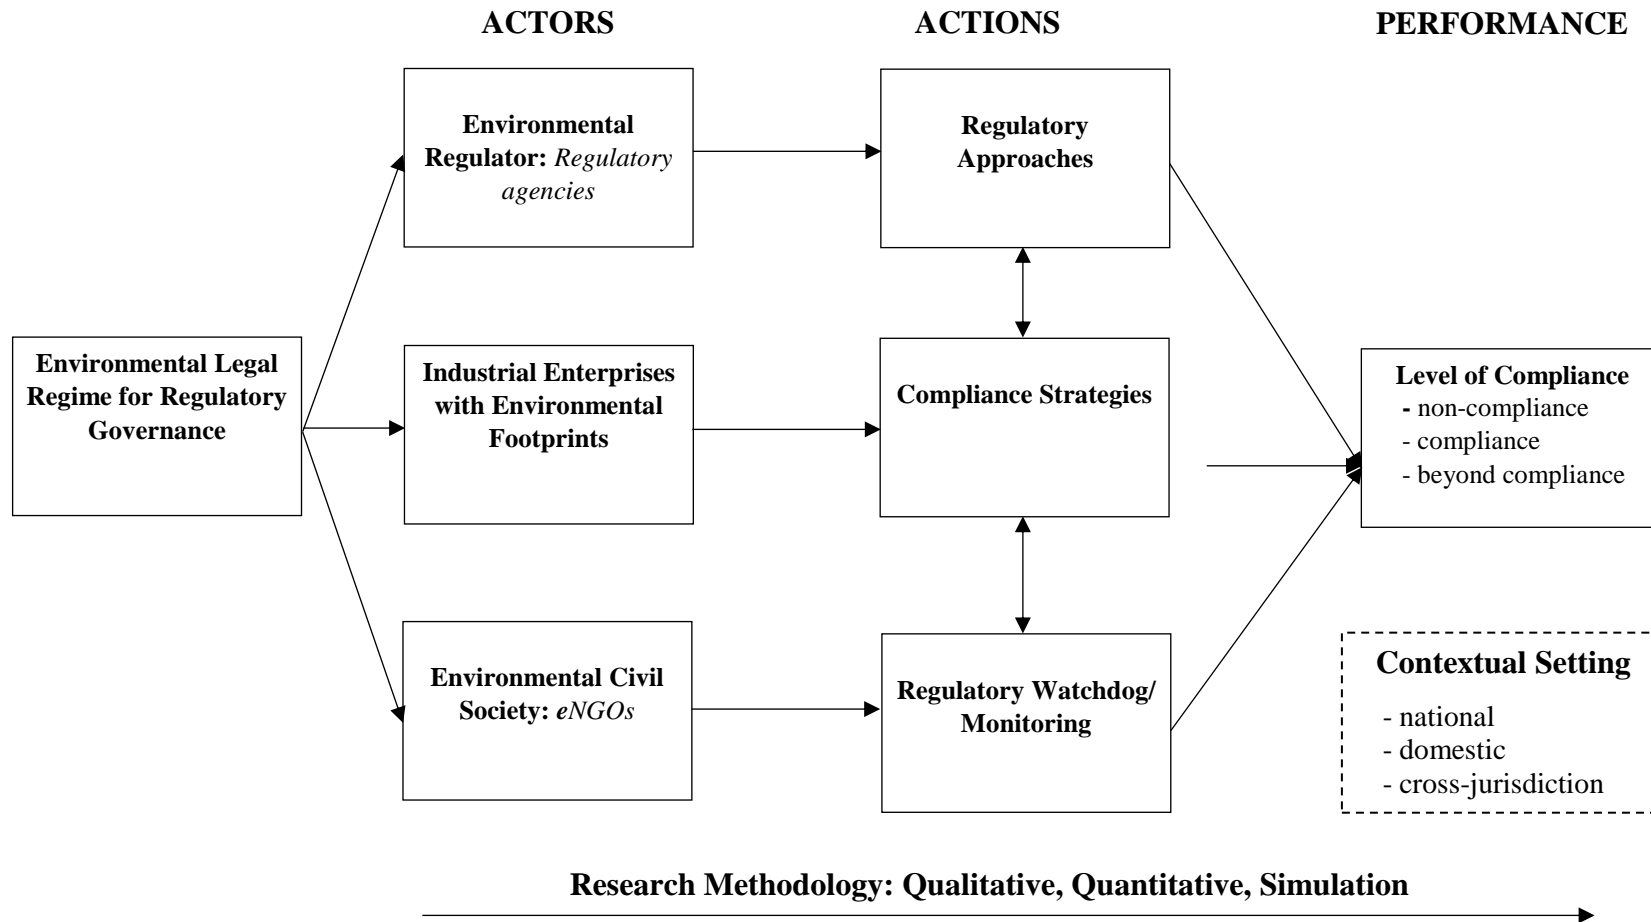 ACTORS
ACTIONS
PERFORMANCE
Environmental
Regulator: Regulatory
agencies
Regulatory
Approaches
Environmental Legal
Regime for Regulatory
Governance
Industrial Enterprises
with Environmental
Footprints
Compliance Strategies
Level of Compliance
- non-compliance
- compliance
- beyond compliance
Environmental Civil
Society: eNGOs
Regulatory Watchdog/
Monitoring
Contextual Setting
- national
- domestic
- cross-jurisdiction
Research Methodology: Qualitative, Quantitative, Simulation